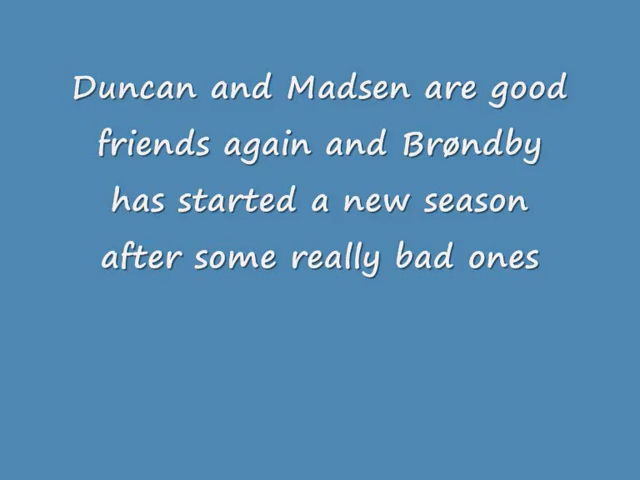 Duncan and Madsen are good
friends again and Brøndby
has started a new season
after some really bad ones